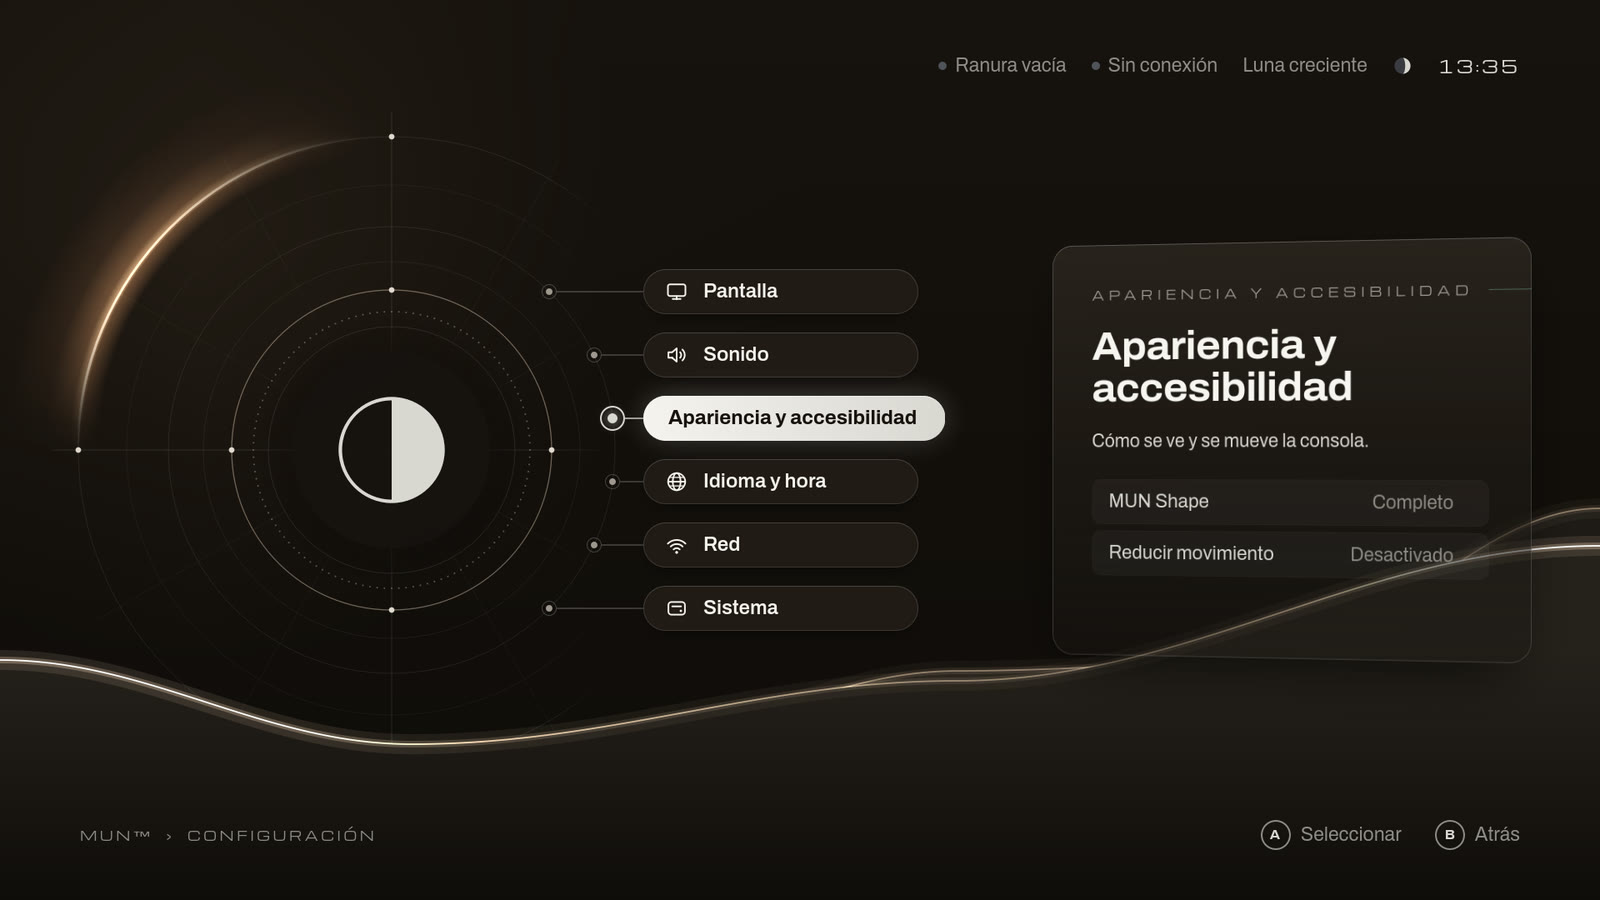 Ranura vacía
Sin conexión
Luna creciente
13:35
Pantalla
Sonido
Apariencia y accesibilidad
Idioma y hora
Red
Sistema
APARIENCIA Y ACCESIBILIDAD
Apariencia y
accesibilidad
Cómo se ve y se mueve la consola.
MUN Shape Completo
Reducir movimiento Desactivado
MUN™ › CONFIGURACIÓN
A Seleccionar
B Atrás